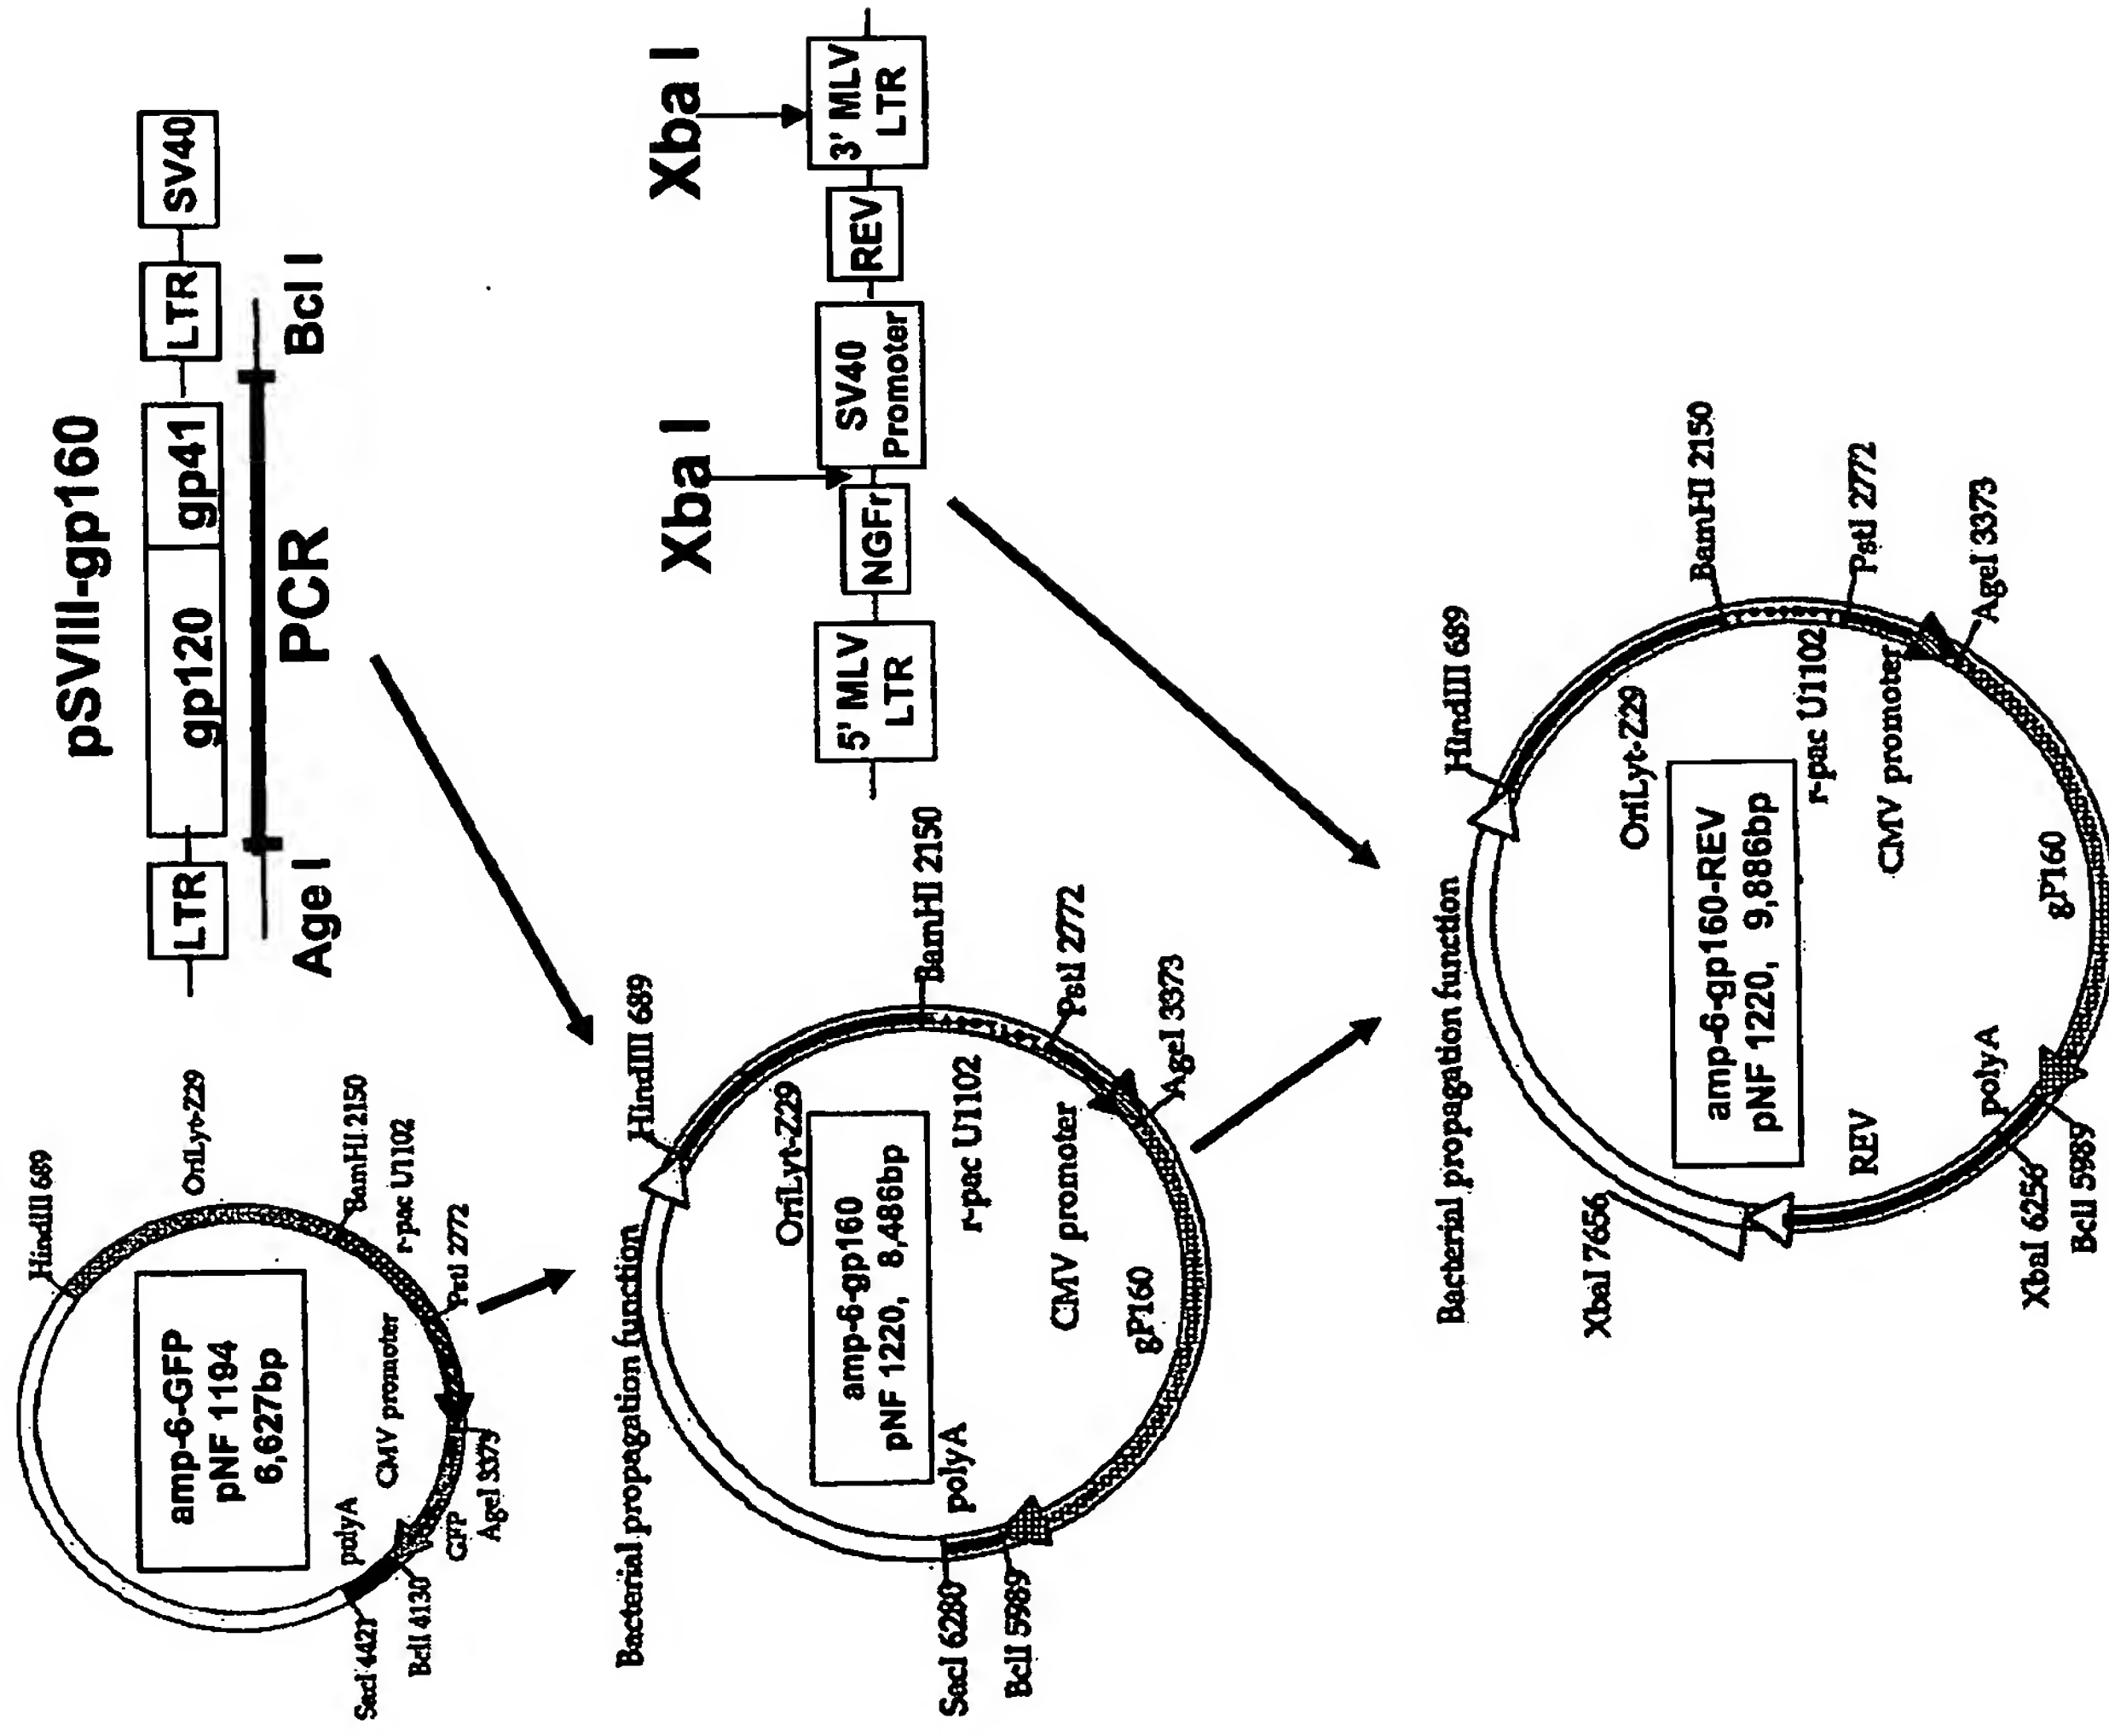 pSVIII-gp160
LTR
gp120
gp41
LTR
SV40
Age I
PCR
Bcl I
HindIII 689
OriLyt-Z29
BamHI 2150
r-pac U1102
PstI 2772
CMV promoter
AgeI 3373
GFP
polyA
BclI 4130
SacI 4421
amp-6-GFP
pNF 1194
6,627bp
Xba I
Xba I
5' MLV
LTR
NGFr
SV40
Promoter
REV
3' MLV
LTR
Bacterial propagation function
HindIII 689
OriLyt-Z29
BamHI 2150
r-pac U1102
PstI 2772
CMV promoter
AgeI 3373
gP160
polyA
BclI 5989
SacI 6280
amp-6-gp160
pNF 1220, 8,486bp
Bacterial propagation function
HindIII 689
OriLyt-Z29
BamHI 2150
r-pac U1102
PstI 2772
CMV promoter
AgeI 3373
gP160
polyA
BclI 5989
XbaI 6256
REV
XbaI 7656
amp-6-gp160-REV
pNF 1220, 9,886bp